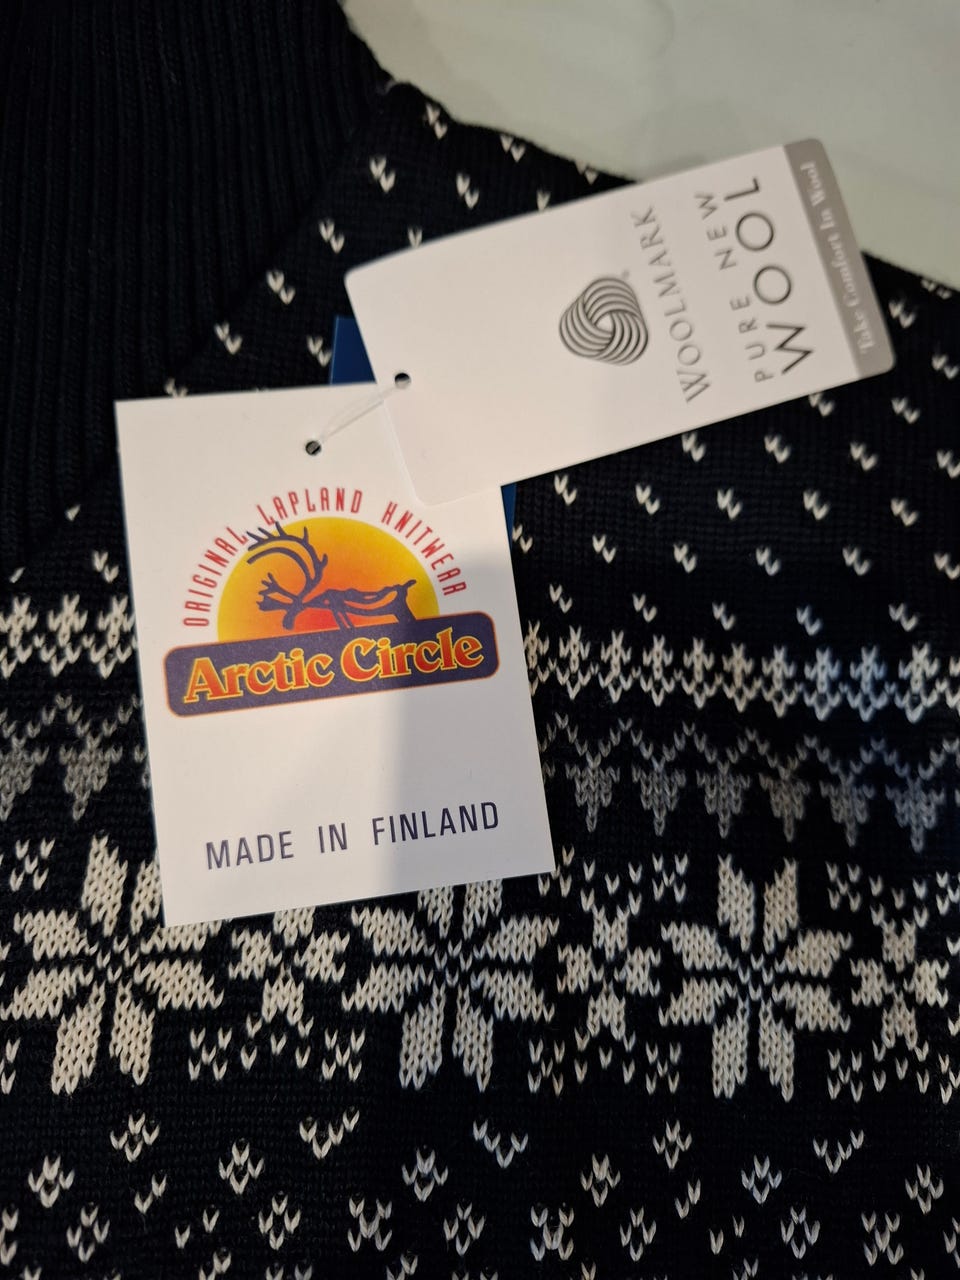 ORIGINAL LAPLAND KNITWEAR
Arctic Circle
MADE IN FINLAND
WOOLMARK
PURE NEW
WOOL
Take Comfort In Wool